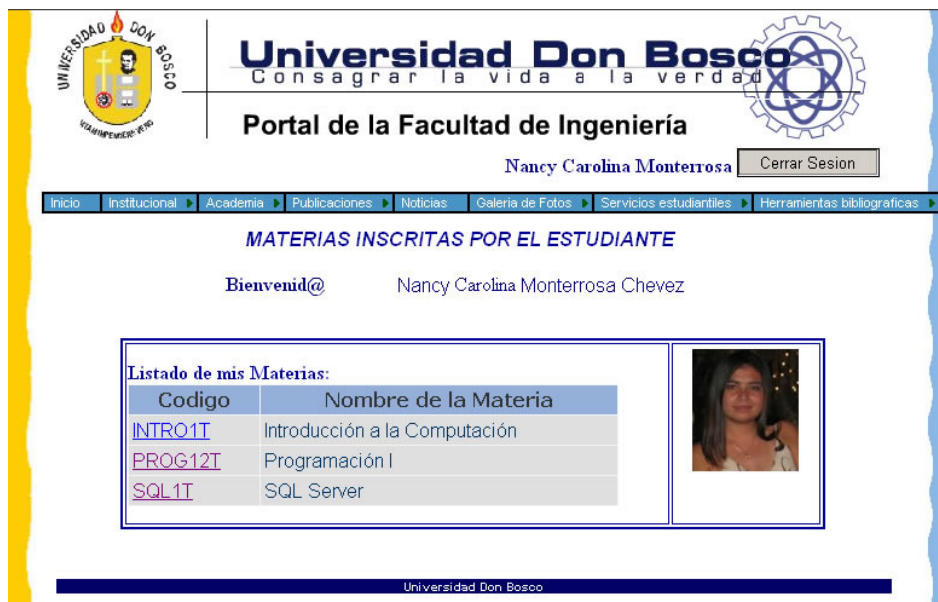 UNIVERSIDAD DON BOSCO
Universidad Don Bosco
Consagrar la vida a la verdad
Portal de la Facultad de Ingeniería
Nancy Carolina Monterrosa Cerrar Sesion
Inicio Institucional Academia Publicaciones Noticias Galeria de Fotos Servicios estudiantiles Herramientas bibliograficas
MATERIAS INSCRITAS POR EL ESTUDIANTE
Bienvenid@ Nancy Carolina Monterrosa Chevez
Listado de mis Materias:
Codigo Nombre de la Materia
INTRO1T Introducción a la Computación
PROG12T Programación I
SQL1T SQL Server
Universidad Don Bosco